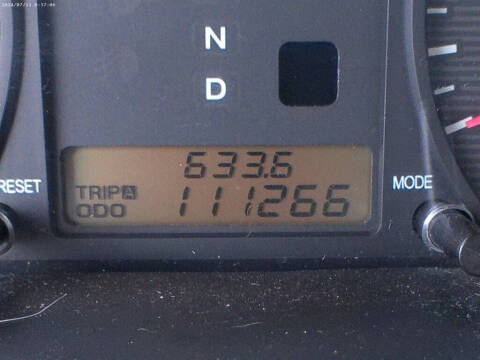 N
D
633.6
RESET
TRIP A
MODE
ODO 111266